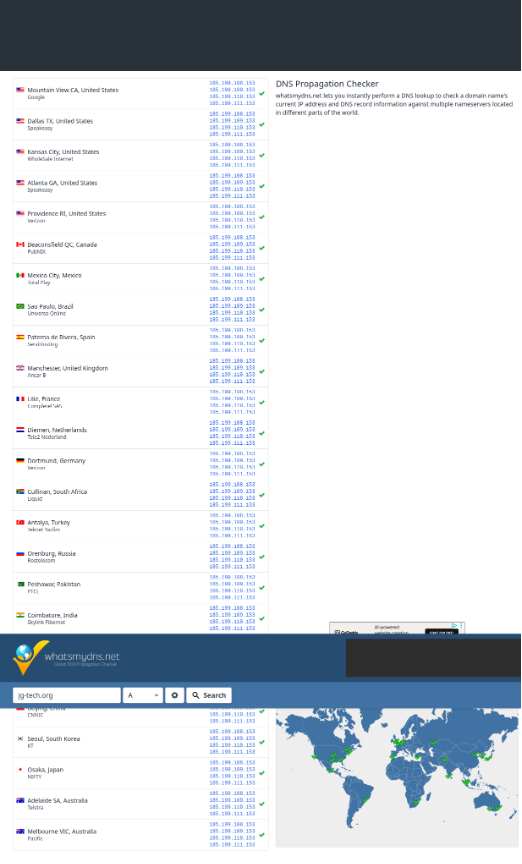 Mountain View CA, United States
Google
185.199.108.153
185.199.109.153
185.199.110.153
185.199.111.153
Dallas TX, United States
Speakeasy
185.199.108.153
185.199.109.153
185.199.110.153
185.199.111.153
Kansas City, United States
WholeSale Internet
185.199.108.153
185.199.109.153
185.199.110.153
185.199.111.153
Atlanta GA, United States
Speakeasy
185.199.108.153
185.199.109.153
185.199.110.153
185.199.111.153
Providence RI, United States
Verizon
185.199.108.153
185.199.109.153
185.199.110.153
185.199.111.153
Beaconsfield QC, Canada
PubNIX
185.199.108.153
185.199.109.153
185.199.110.153
185.199.111.153
Mexico City, Mexico
Total Play
185.199.108.153
185.199.109.153
185.199.110.153
185.199.111.153
Sao Paulo, Brazil
Universo Online
185.199.108.153
185.199.109.153
185.199.110.153
185.199.111.153
Paterna de Rivera, Spain
ServiHosting
185.199.108.153
185.199.109.153
185.199.110.153
185.199.111.153
Manchester, United Kingdom
Ancar B
185.199.108.153
185.199.109.153
185.199.110.153
185.199.111.153
Lille, France
Completel SAS
185.199.108.153
185.199.109.153
185.199.110.153
185.199.111.153
Diemen, Netherlands
Tele2 Nederland
185.199.108.153
185.199.109.153
185.199.110.153
185.199.111.153
Dortmund, Germany
Verizon
185.199.108.153
185.199.109.153
185.199.110.153
185.199.111.153
Cullinan, South Africa
Liquid
185.199.108.153
185.199.109.153
185.199.110.153
185.199.111.153
Antalya, Turkey
Teknet Yazlim
185.199.108.153
185.199.109.153
185.199.110.153
185.199.111.153
Orenburg, Russia
Rostelecom
185.199.108.153
185.199.109.153
185.199.110.153
185.199.111.153
Peshawar, Pakistan
PTCL
185.199.108.153
185.199.109.153
185.199.110.153
185.199.111.153
Coimbatore, India
Skylink Fibernet
185.199.108.153
185.199.109.153
185.199.110.153
185.199.111.153
DNS Propagation Checker
whatsmydns.net lets you instantly perform a DNS lookup to check a domain name's
current IP address and DNS record information against multiple nameservers located
in different parts of the world.
GoDaddy
AI-powered
whatsmydns.net
Global DNS Propagation Checker
jg-tech.org
A
Search
Beijing, China
CNNIC
185.199.110.153
185.199.111.153
Seoul, South Korea
KT
185.199.108.153
185.199.109.153
185.199.110.153
185.199.111.153
Osaka, Japan
NIFTY
185.199.108.153
185.199.109.153
185.199.110.153
185.199.111.153
Adelaide SA, Australia
Telstra
185.199.108.153
185.199.109.153
185.199.110.153
185.199.111.153
Melbourne VIC, Australia
Pacific
185.199.108.153
185.199.109.153
185.199.110.153
185.199.111.153